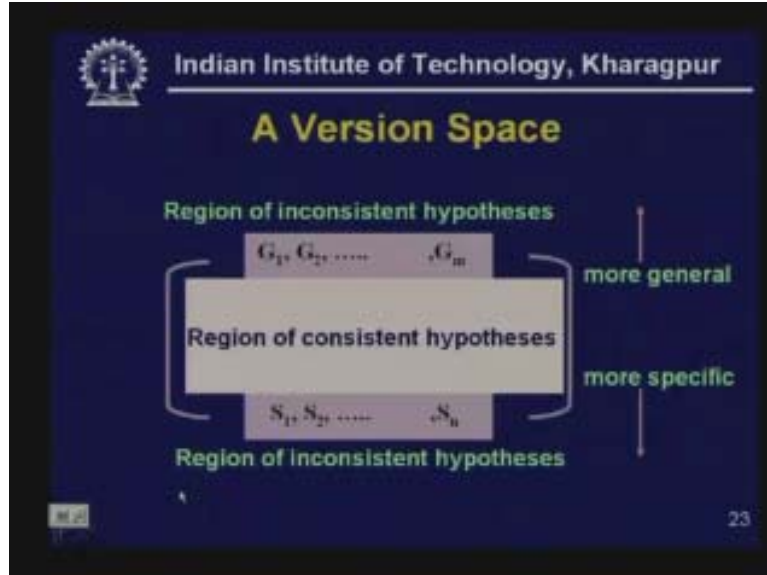 Indian Institute of Technology, Kharagpur
A Version Space
Region of inconsistent hypotheses
G1, G2, ..... ,Gm
more general
Region of consistent hypotheses
more specific
S1, S2, ..... ,Sn
Region of inconsistent hypotheses
23